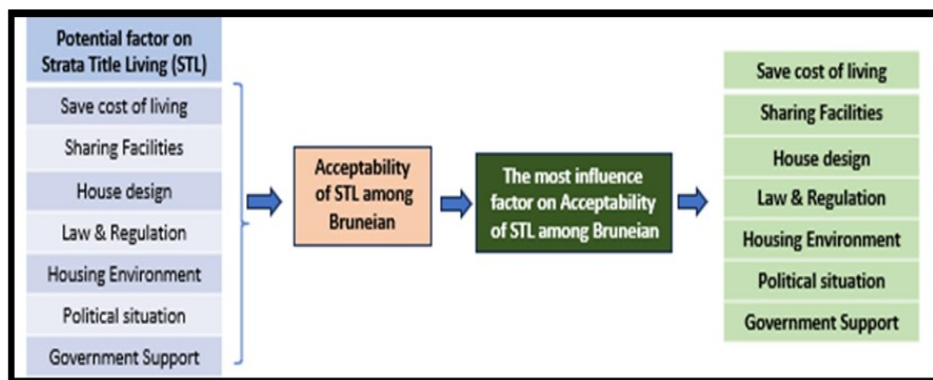 Potential factor on
Strata Title Living (STL)
Save cost of living
Sharing Facilities
House design
Law & Regulation
Housing Environment
Political situation
Government Support
Acceptability
of STL among
Bruneian
The most influence
factor on Acceptability
of STL among Bruneian
Save cost of living
Sharing Facilities
House design
Law & Regulation
Housing Environment
Political situation
Government Support